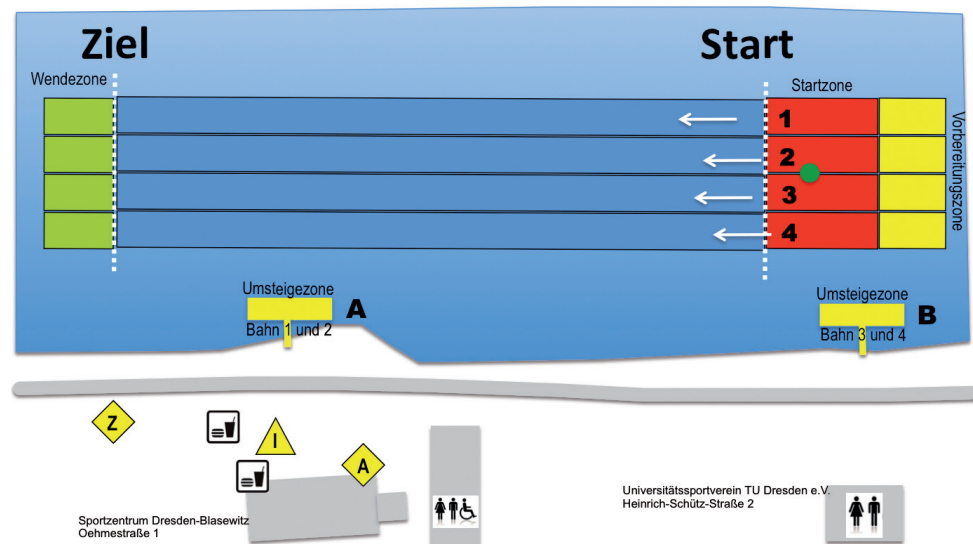 Ziel
Start
Wendezone
Startzone
1
2
3
4
Vorbereitungszone
Umsteigezone
A
Bahn 1 und 2
Umsteigezone
B
Bahn 3 und 4
Z
I
A
Sportzentrum Dresden-Blasewitz
Oehmestraße 1
Universitätssportverein TU Dresden e.V.
Heinrich-Schütz-Straße 2